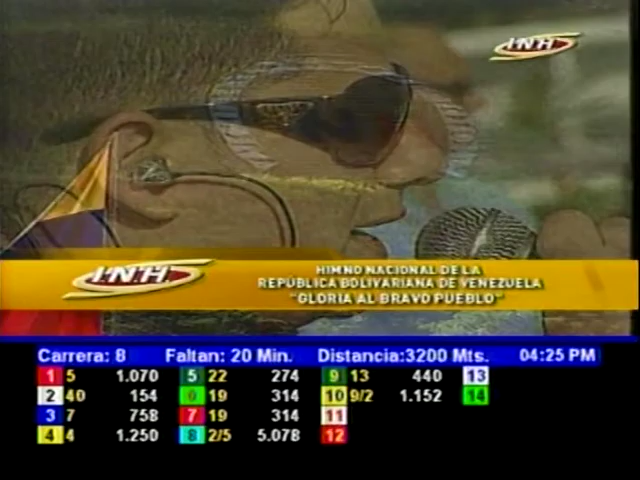 I.N.H
I.N.H
HIMNO NACIONAL DE LA
REPÚBLICA BOLIVARIANA DE VENEZUELA
"GLORIA AL BRAVO PUEBLO"
Carrera: 8 Faltan: 20 Min. Distancia:3200 Mts. 04:25 PM
1 5 1.070 5 22 274 9 13 440 13
2 40 154 19 314 10 9/2 1.152 14
3 7 758 7 19 314 11
4 4 1.250 8 2/5 5.078 12